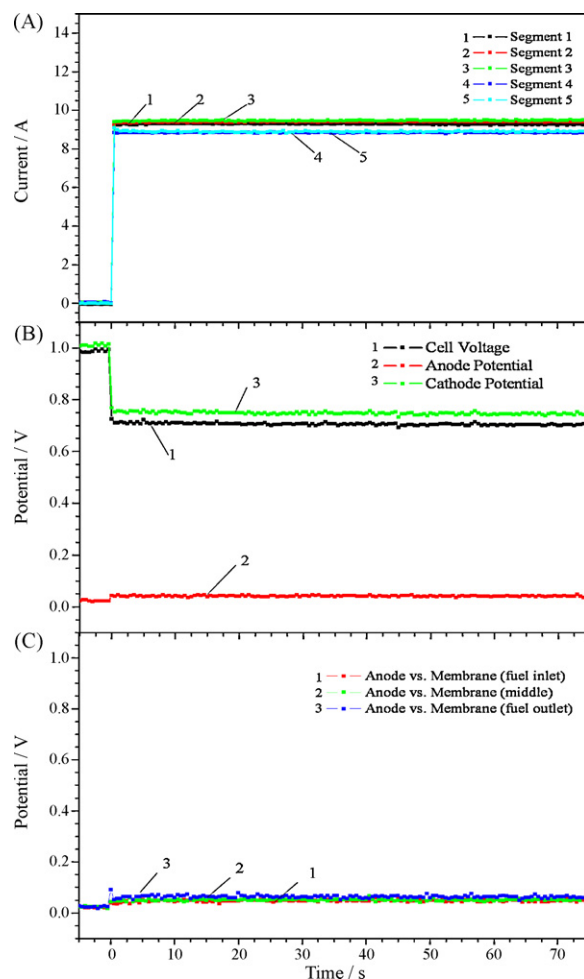 (A)
14
12
10
8
6
4
2
0
Current / A
1 Segment 1
2 Segment 2
3 Segment 3
4 Segment 4
5 Segment 5
1
2
3
4
5
(B)
1.0
0.8
0.6
0.4
0.2
0.0
Potential / V
1 Cell Voltage
2 Anode Potential
3 Cathode Potential
3
1
2
(C)
1.0
0.8
0.6
0.4
0.2
0.0
Potential / V
1 Anode vs. Membrane (fuel inlet)
2 Anode vs. Membrane (middle)
3 Anode vs. Membrane (fuel outlet)
3
2
1
0 10 20 30 40 50 60 70
Time / s